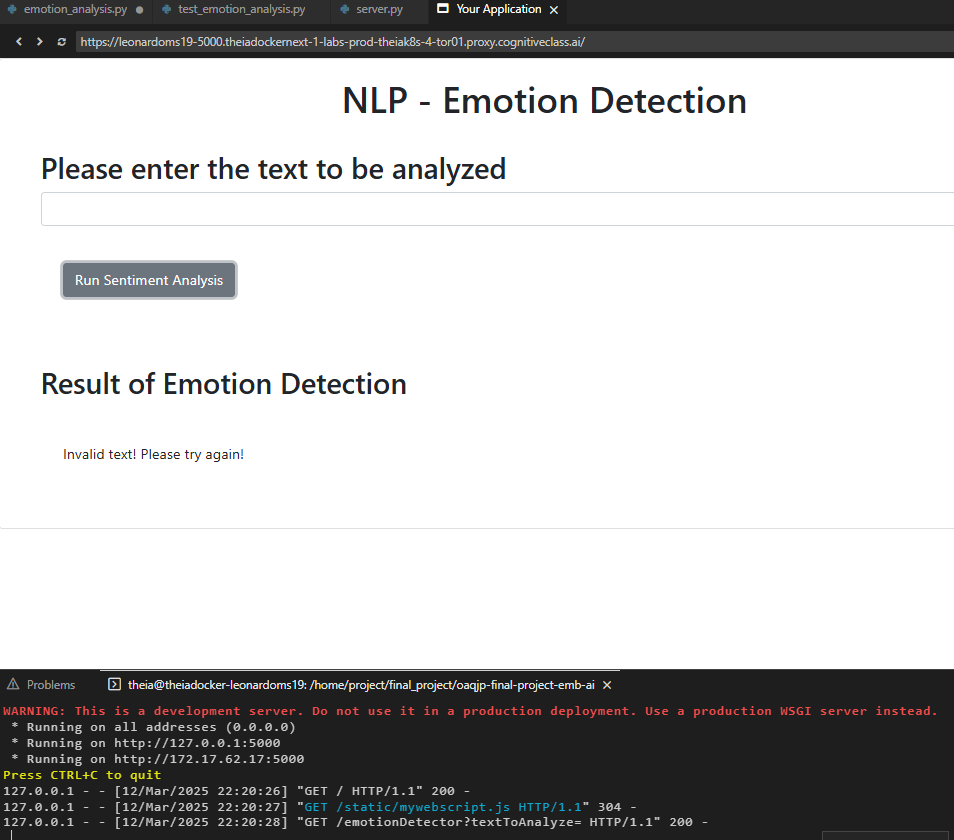 emotion_analysis.py
test_emotion_analysis.py
server.py
Your Application
https://leonardoms19-5000.theiadockernext-1-labs-prod-theiak8s-4-tor01.proxy.cognitiveclass.ai/
NLP - Emotion Detection
Please enter the text to be analyzed
Run Sentiment Analysis
Result of Emotion Detection
Invalid text! Please try again!
Problems
theia@theiadocker-leonardoms19: /home/project/final_project/oaqjp-final-project-emb-ai
WARNING: This is a development server. Do not use it in a production deployment. Use a production WSGI server instead.
* Running on all addresses (0.0.0.0)
* Running on http://127.0.0.1:5000
* Running on http://172.17.62.17:5000
Press CTRL+C to quit
127.0.0.1 - - [12/Mar/2025 22:20:26] "GET / HTTP/1.1" 200 -
127.0.0.1 - - [12/Mar/2025 22:20:27] "GET /static/mywebscript.js HTTP/1.1" 304 -
127.0.0.1 - - [12/Mar/2025 22:20:28] "GET /emotionDetector?textToAnalyze= HTTP/1.1" 200 -